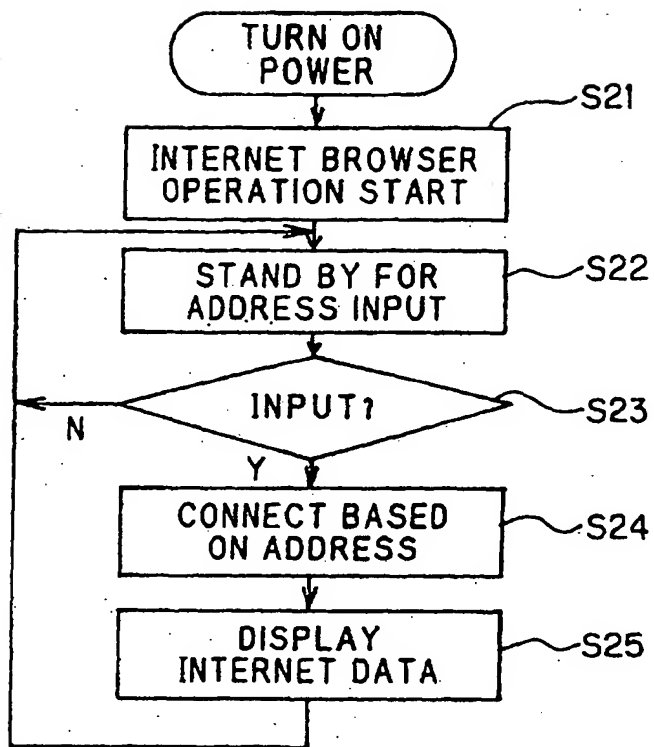 TURN ON
POWER
S21
INTERNET BROWSER
OPERATION START
STAND BY FOR
ADDRESS INPUT
S22
INPUT?
S23
N
Y
CONNECT BASED
ON ADDRESS
S24
DISPLAY
INTERNET DATA
S25